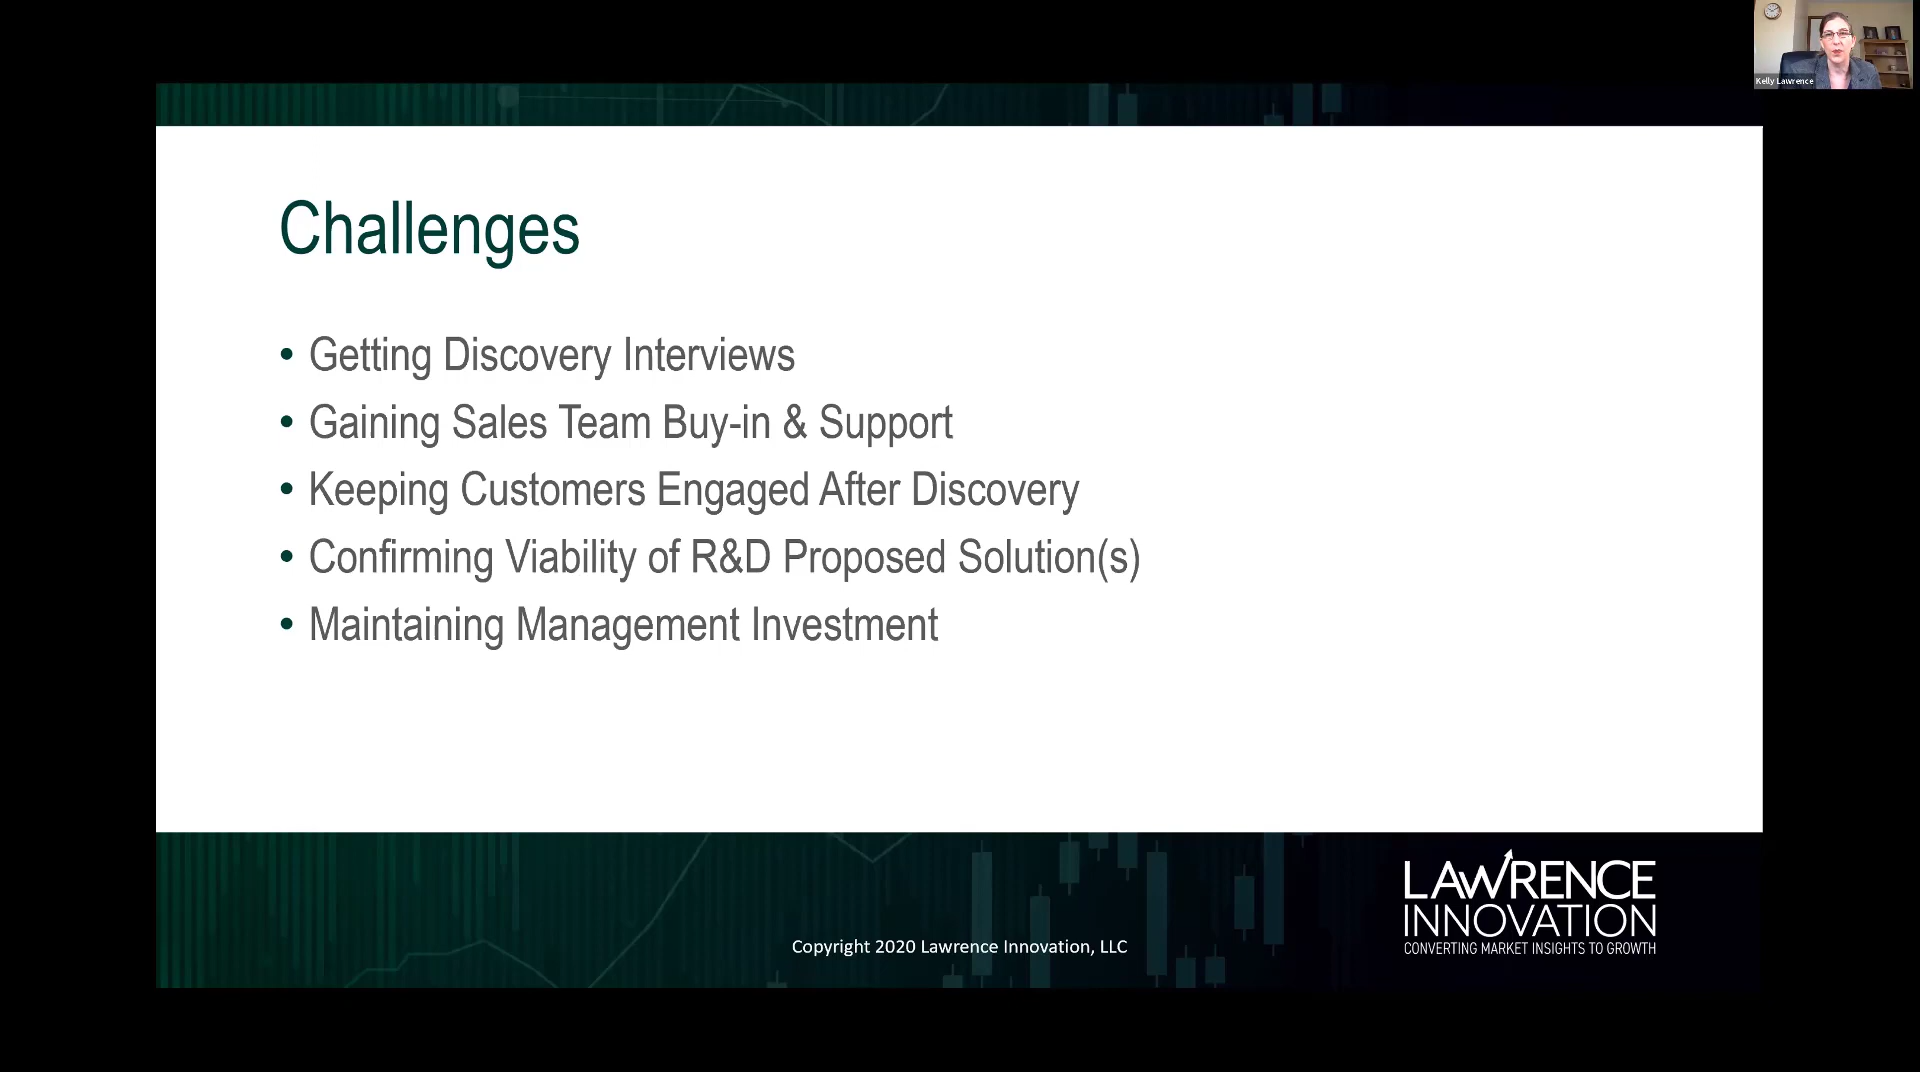 Kelly Lawrence
Challenges
• Getting Discovery Interviews
• Gaining Sales Team Buy-in & Support
• Keeping Customers Engaged After Discovery
• Confirming Viability of R&D Proposed Solution(s)
• Maintaining Management Investment
Copyright 2020 Lawrence Innovation, LLC
LAWRENCE
INNOVATION
CONVERTING MARKET INSIGHTS TO GROWTH